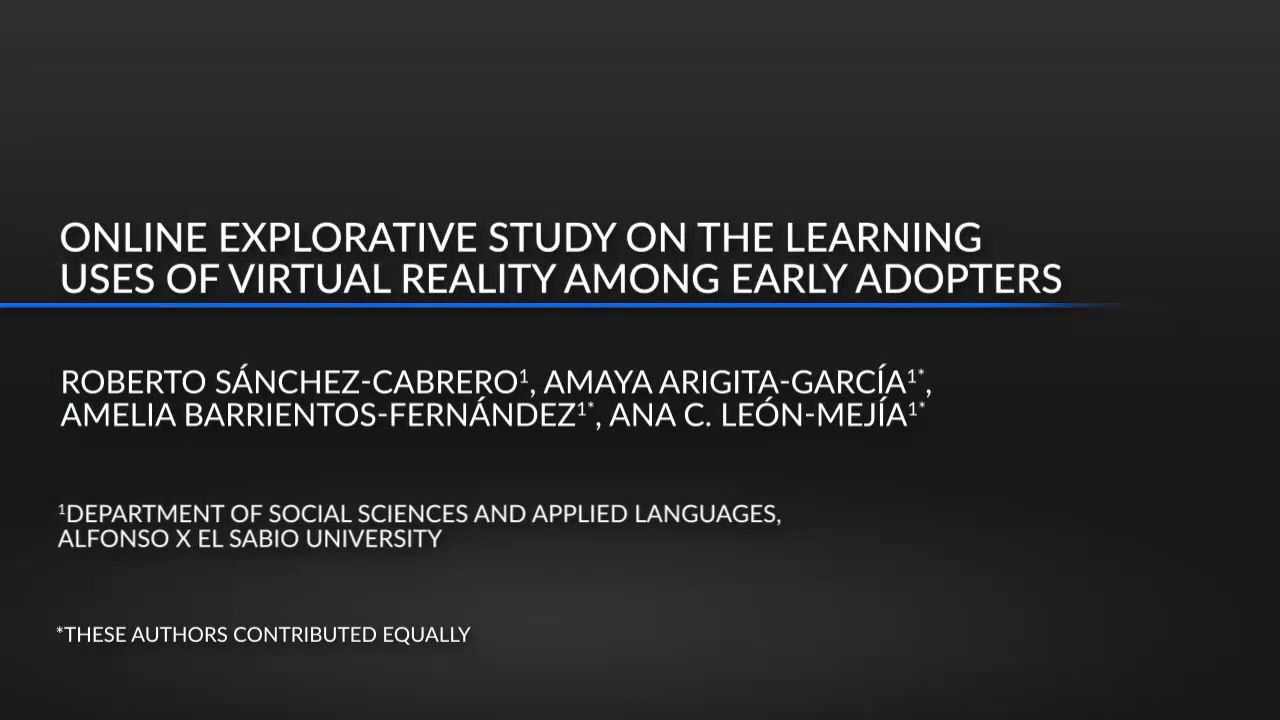 ONLINE EXPLORATIVE STUDY ON THE LEARNING
USES OF VIRTUAL REALITY AMONG EARLY ADOPTERS
ROBERTO SÁNCHEZ-CABRERO¹, AMAYA ARIGITA-GARCÍA¹*,
AMELIA BARRIENTOS-FERNÁNDEZ¹*, ANA C. LEÓN-MEJÍA¹*
¹DEPARTMENT OF SOCIAL SCIENCES AND APPLIED LANGUAGES,
ALFONSO X EL SABIO UNIVERSITY
*THESE AUTHORS CONTRIBUTED EQUALLY